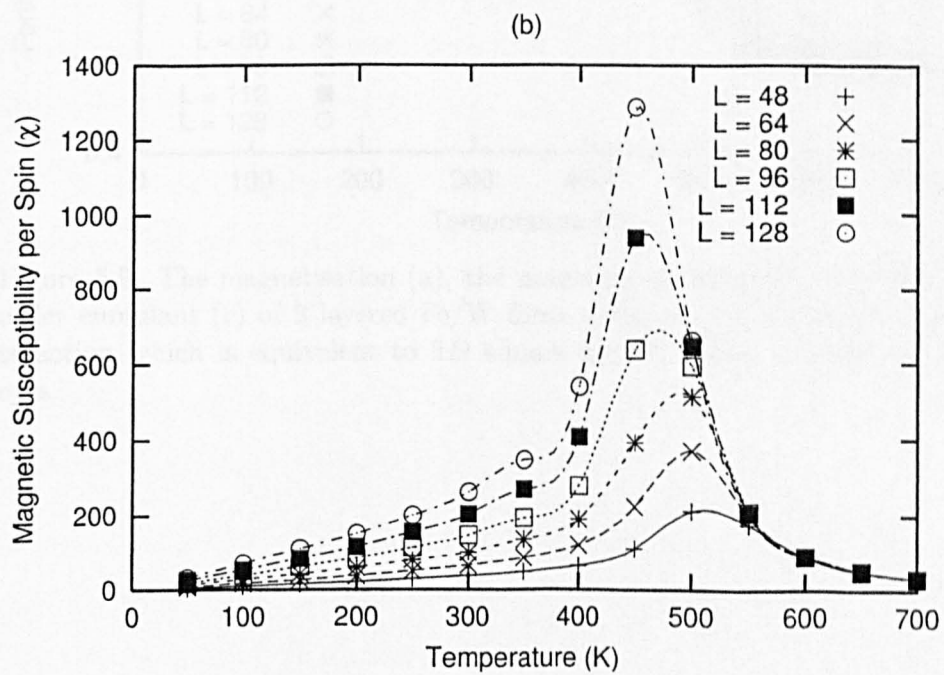 (b)
Magnetic Susceptibility per Spin (χ)
1400
1200
1000
800
600
400
200
0
L = 48
L = 64
L = 80
L = 96
L = 112
L = 128
0 100 200 300 400 500 600 700
Temperature (K)